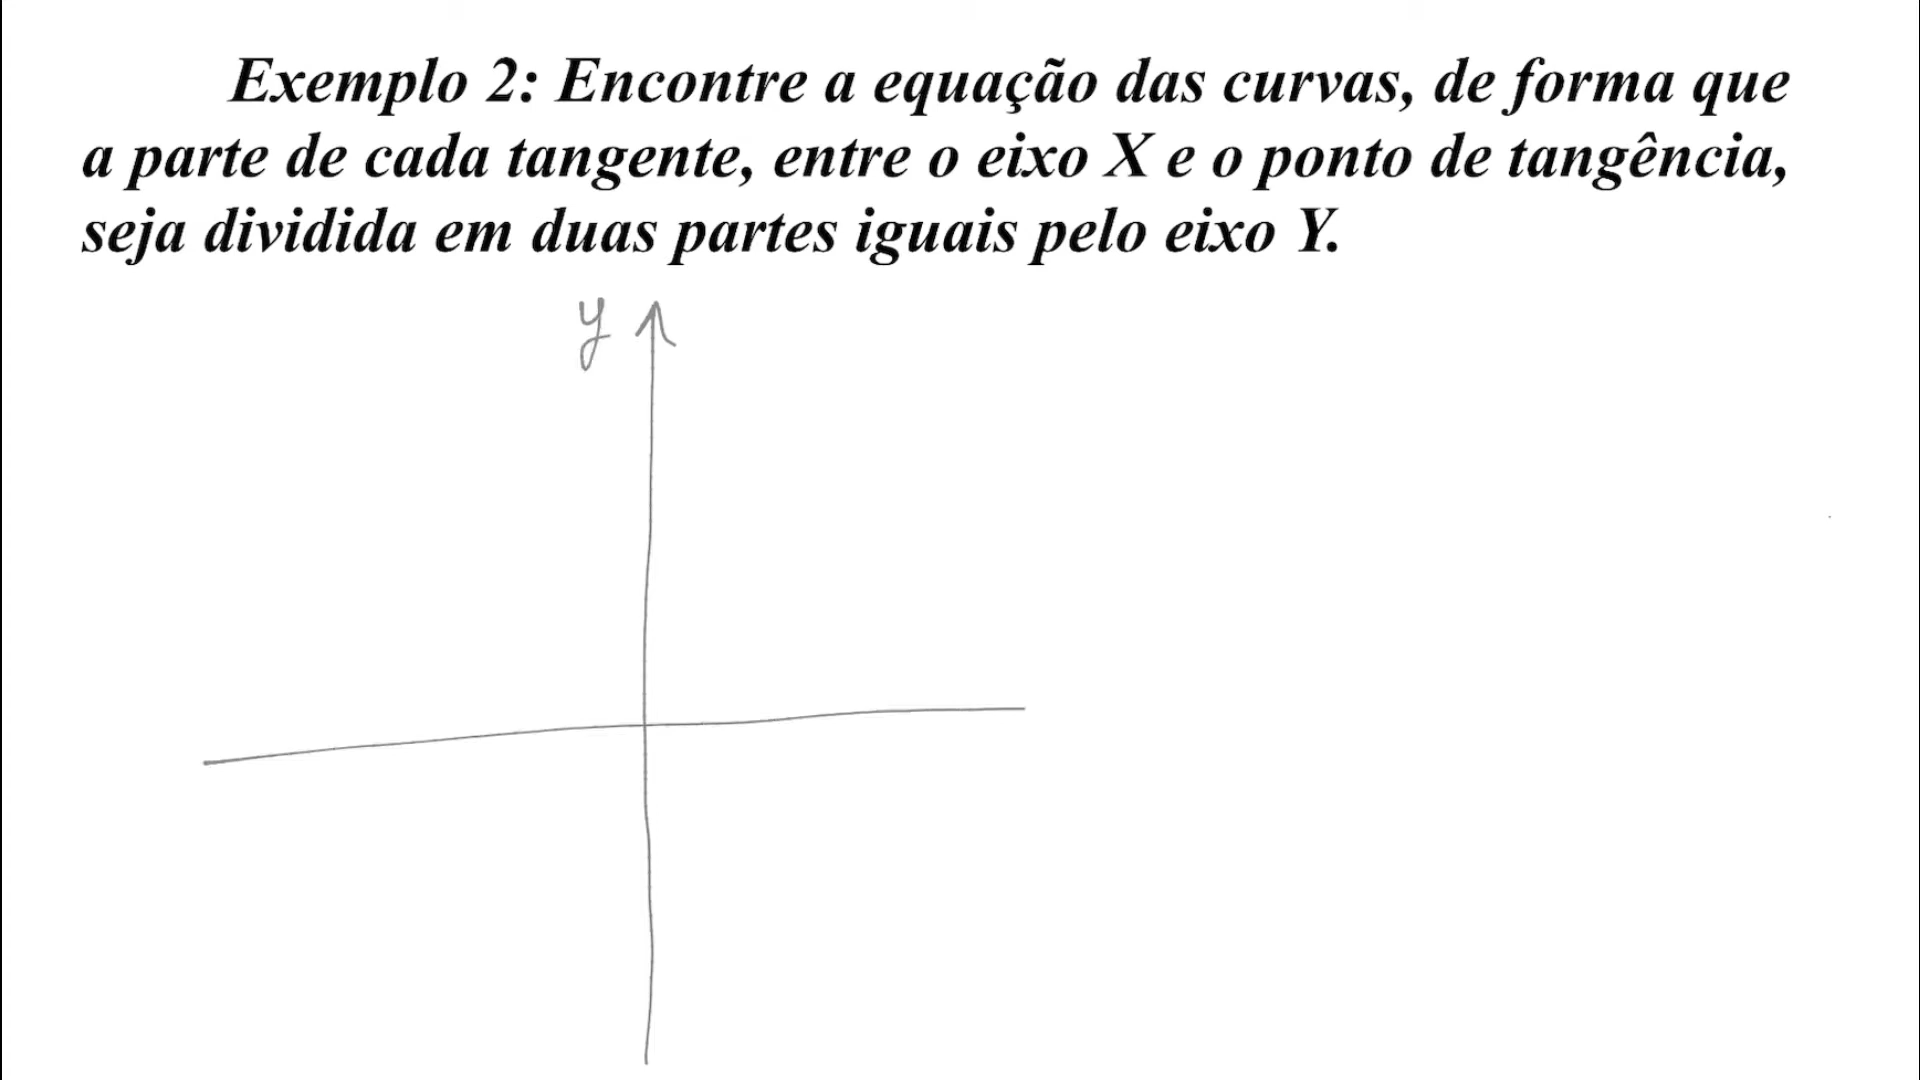 Exemplo 2: Encontre a equação das curvas, de forma que
a parte de cada tangente, entre o eixo X e o ponto de tangência,
seja dividida em duas partes iguais pelo eixo Y.
y